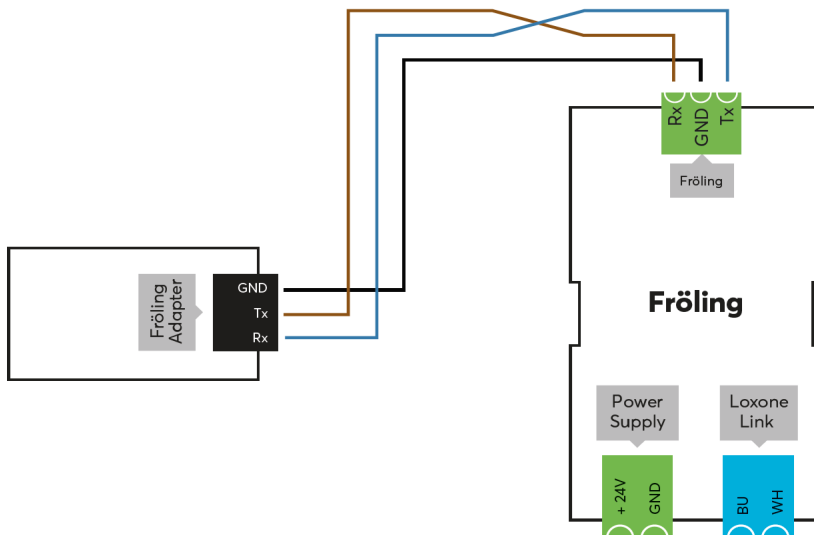 Rx
GND
Tx
Fröling
Fröling
Adapter
GND
Tx
Rx
Fröling
Power
Supply
Loxone
Link
+ 24V
GND
BU
WH